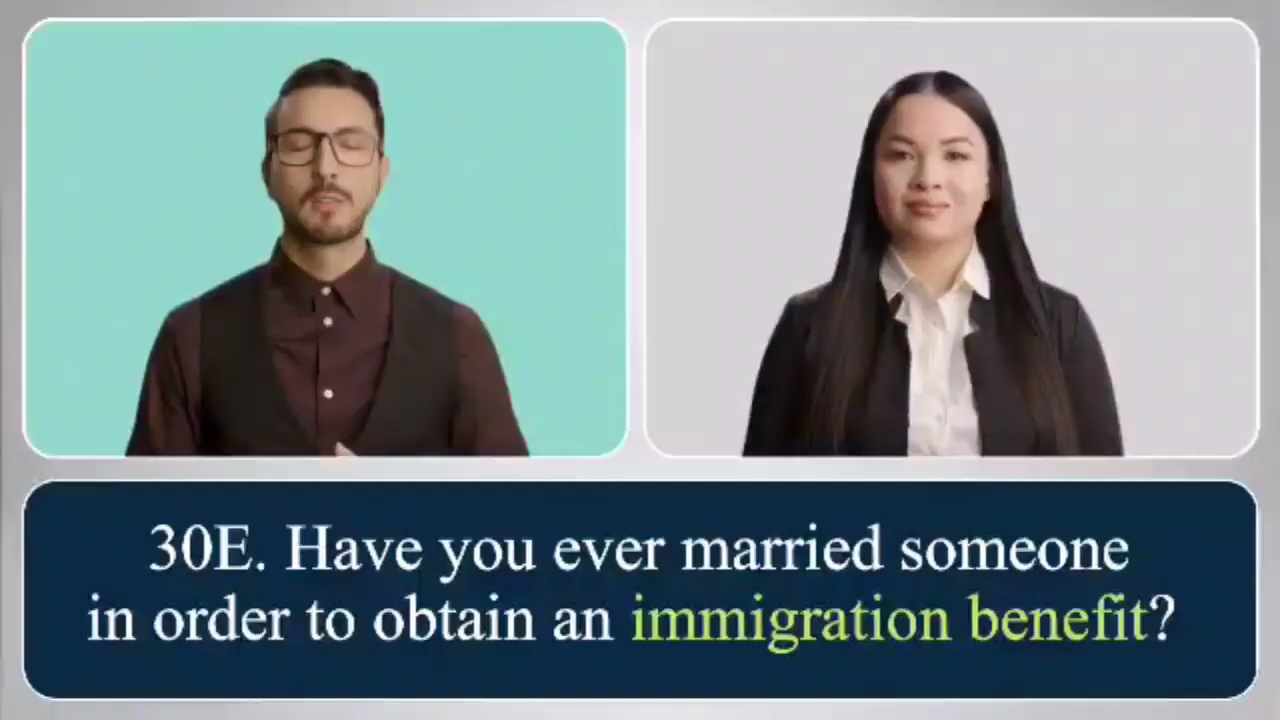 30E. Have you ever married someone
in order to obtain an immigration benefit?